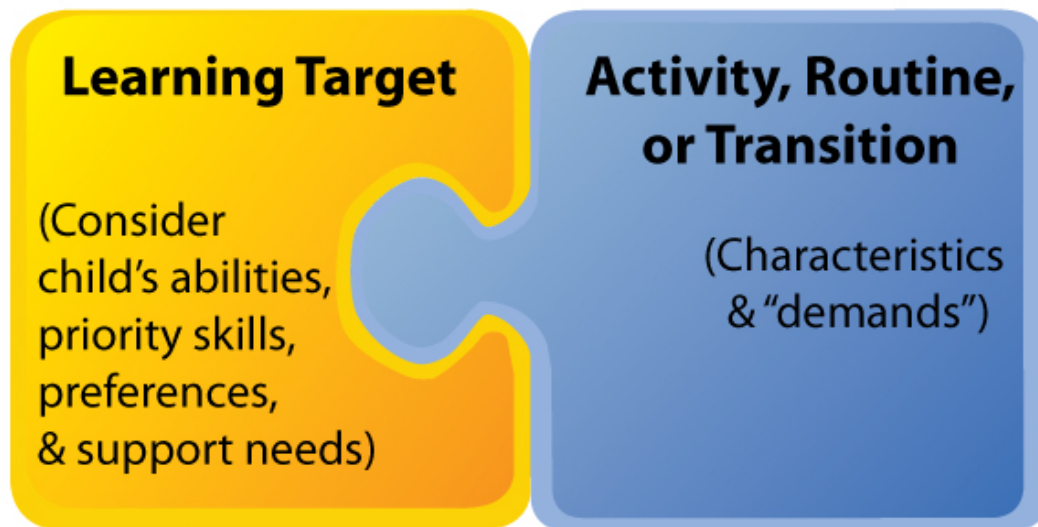 Learning Target
(Consider
child’s abilities,
priority skills,
preferences,
& support needs)
Activity, Routine,
or Transition
(Characteristics
& “demands”)